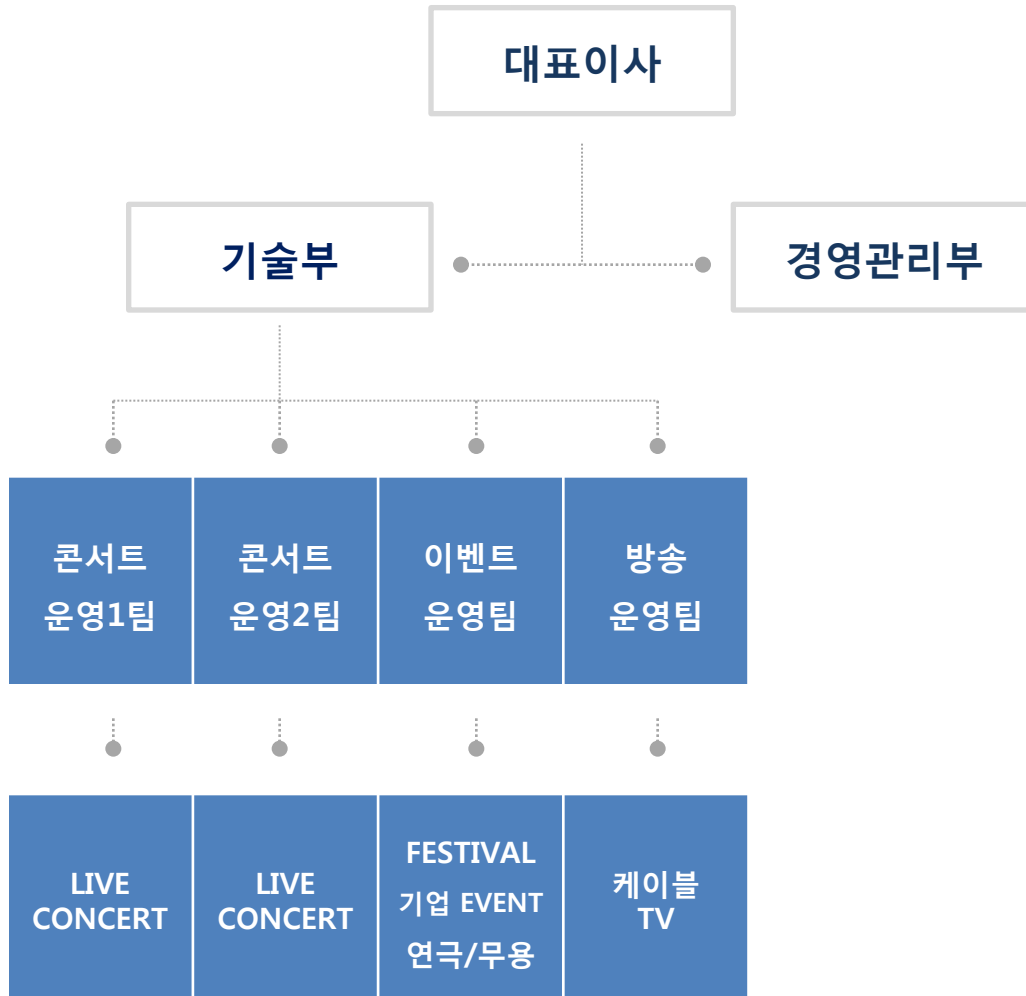 대표이사
기술부
경영관리부
콘서트
운영1팀
콘서트
운영2팀
이벤트
운영팀
방송
운영팀
LIVE
CONCERT
LIVE
CONCERT
FESTIVAL
기업 EVENT
연극/무용
케이블
TV